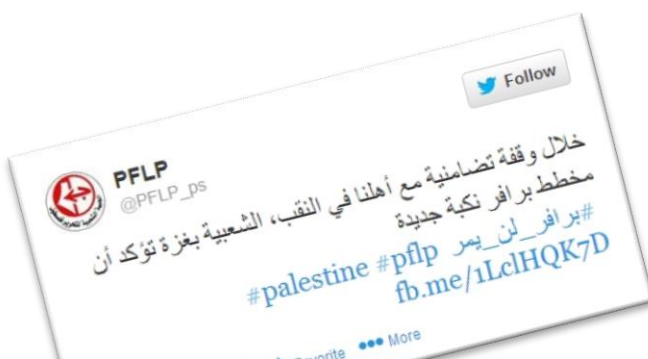 Follow
PFLP
@PFLP_ps
خلال وقفة تضامنية مع أهلنا في النقب، الشعبية بغزة تؤكد أن
مخطط برافر نكبة جديدة
#برافر_لن_يمر #palestine #pflp
fb.me/1LclHQK7D
More